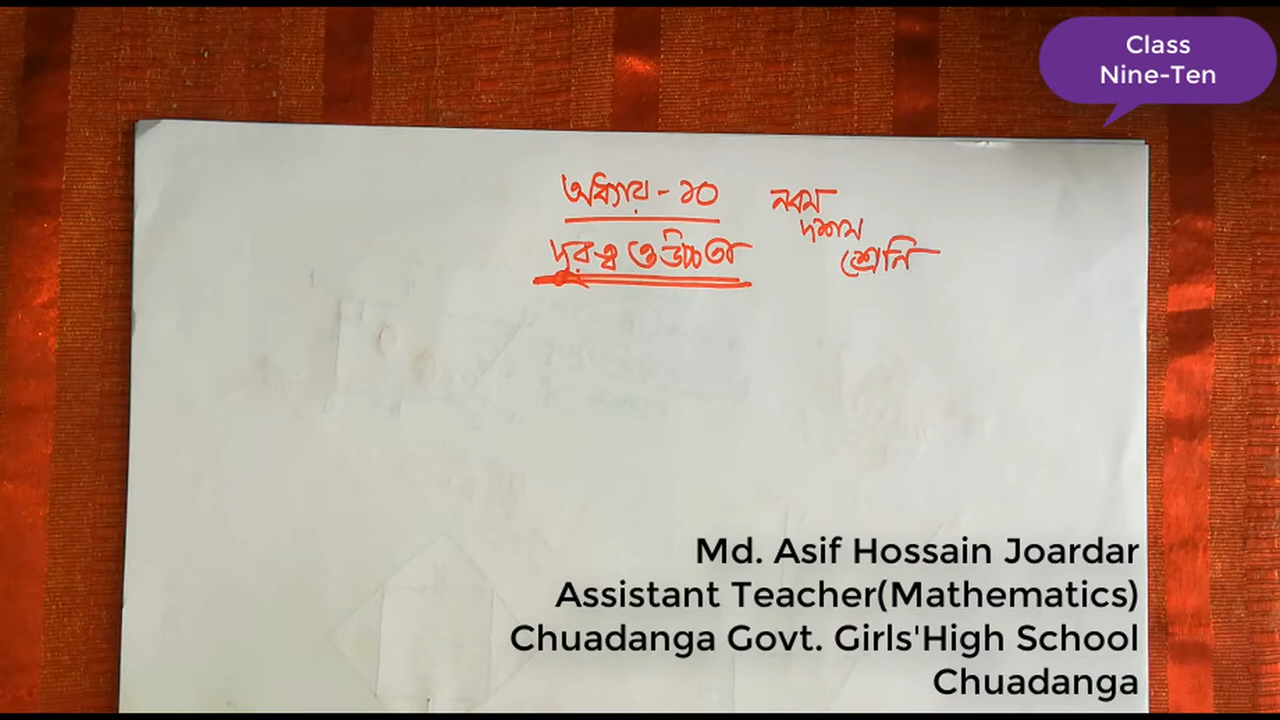 Class
Nine-Ten
অধ্যায় - ১০
নবম
দশম
শ্রেনি
দূরত্ব ও উচ্চতা
Md. Asif Hossain Joardar
Assistant Teacher(Mathematics)
Chuadanga Govt. Girls'High School
Chuadanga